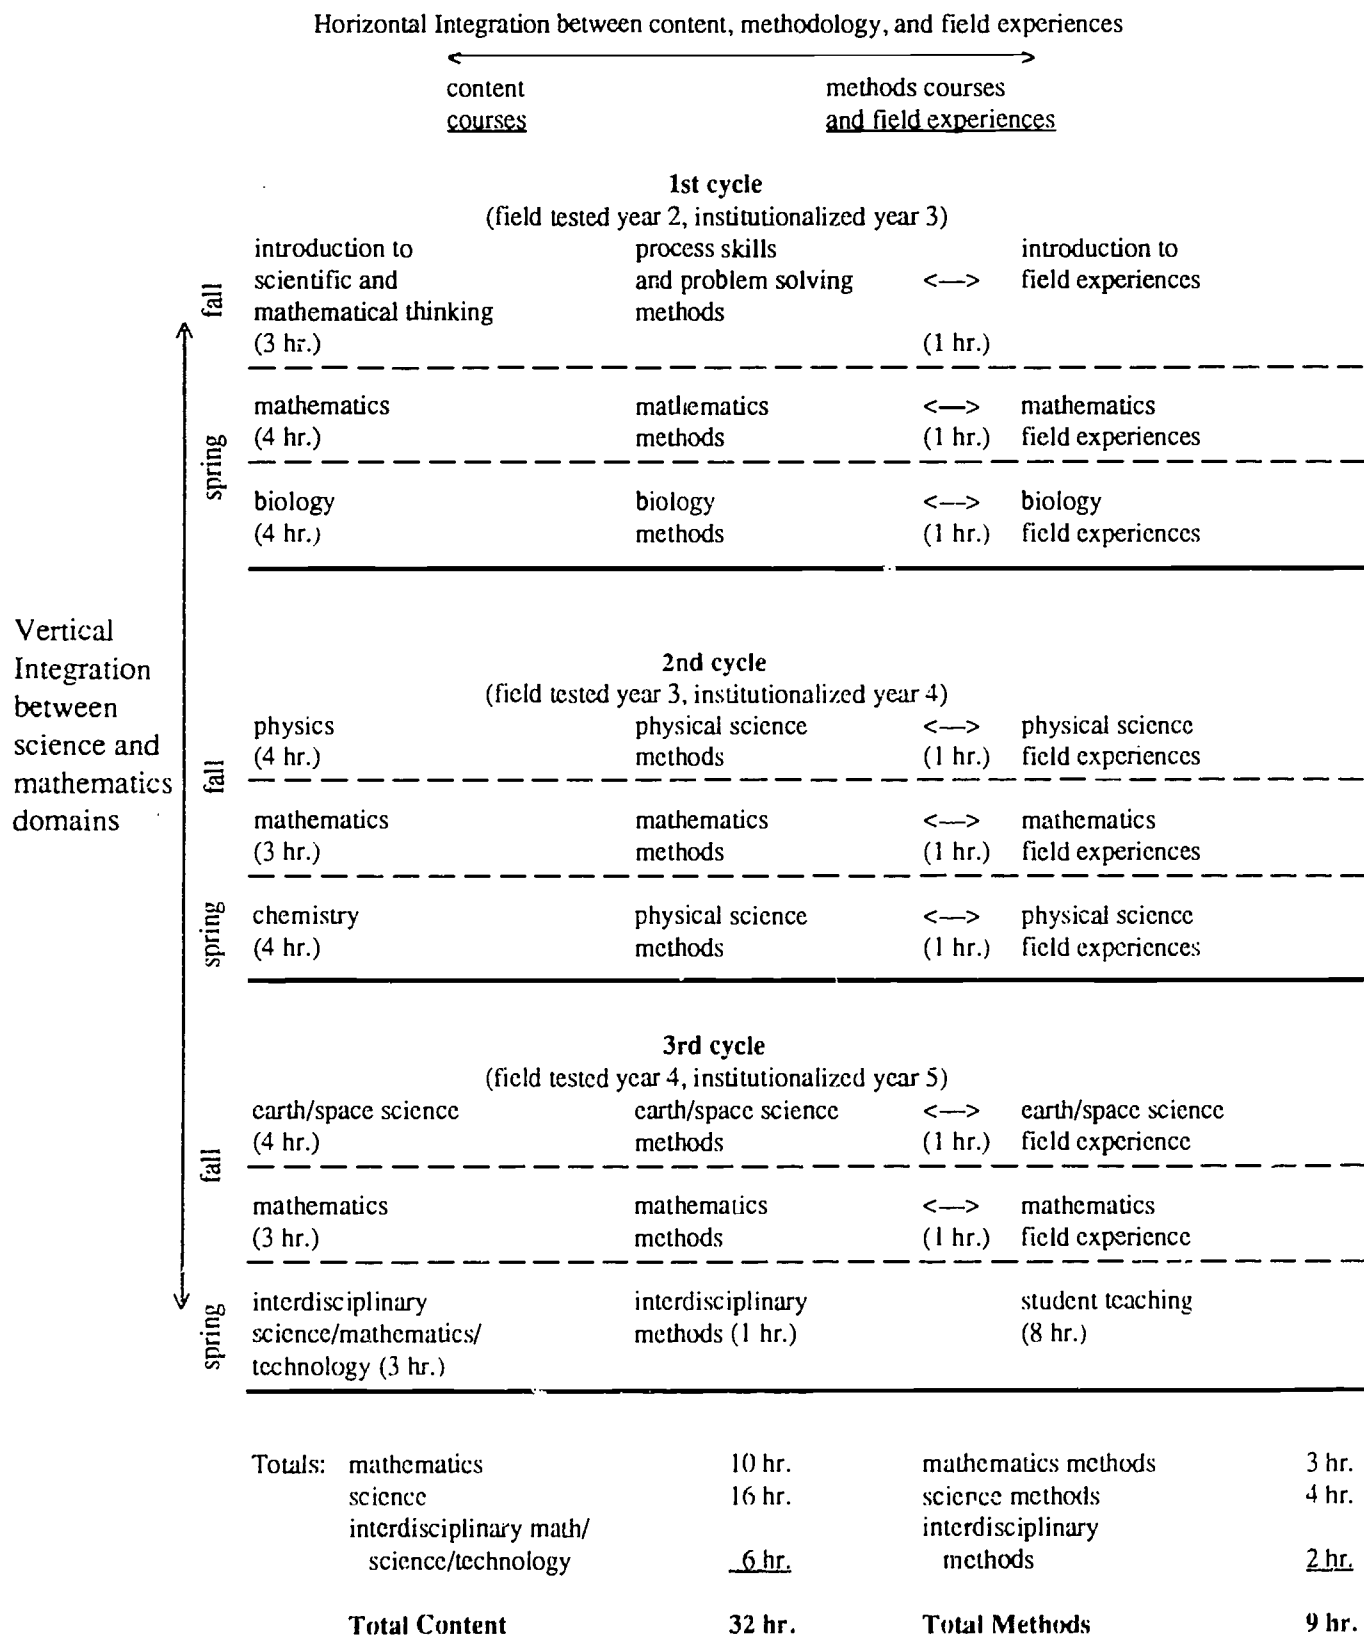 Horizontal Integration between content, methodology, and field experiences
content methods courses
courses and field experiences
1st cycle
(field tested year 2, institutionalized year 3)
fall
introduction to process skills introduction to
scientific and and problem solving <—> field experiences
mathematical thinking methods
(3 hr.) (1 hr.)
spring
mathematics mathematics <—> mathematics
(4 hr.) methods (1 hr.) field experiences
biology biology <—> biology
(4 hr.) methods (1 hr.) field experiences
Vertical
Integration
between
science and
mathematics
domains
2nd cycle
(field tested year 3, institutionalized year 4)
fall
physics physical science <—> physical science
(4 hr.) methods (1 hr.) field experiences
mathematics mathematics <—> mathematics
(3 hr.) methods (1 hr.) field experiences
spring
chemistry physical science <—> physical science
(4 hr.) methods (1 hr.) field experiences
3rd cycle
(field tested year 4, institutionalized year 5)
fall
earth/space science earth/space science <—> earth/space science
(4 hr.) methods (1 hr.) field experience
mathematics mathematics <—> mathematics
(3 hr.) methods (1 hr.) field experience
spring
interdisciplinary interdisciplinary student teaching
science/mathematics/ methods (1 hr.) (8 hr.)
technology (3 hr.)
Totals: mathematics 10 hr. mathematics methods 3 hr.
science 16 hr. science methods 4 hr.
interdisciplinary math/ interdisciplinary
science/technology 6 hr. methods 2 hr.
Total Content 32 hr. Total Methods 9 hr.